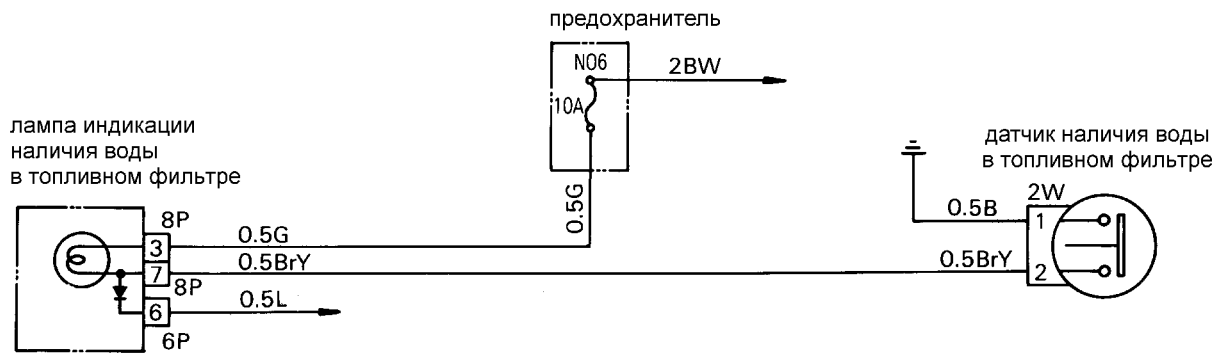 предохранитель
NO6
2BW
10A
лампа индикации
наличия воды
в топливном фильтре
датчик наличия воды
в топливном фильтре
0.5G
2W
8P
0.5B
1
3
0.5G
7
0.5BrY
0.5BrY
2
8P
6
0.5L
6P